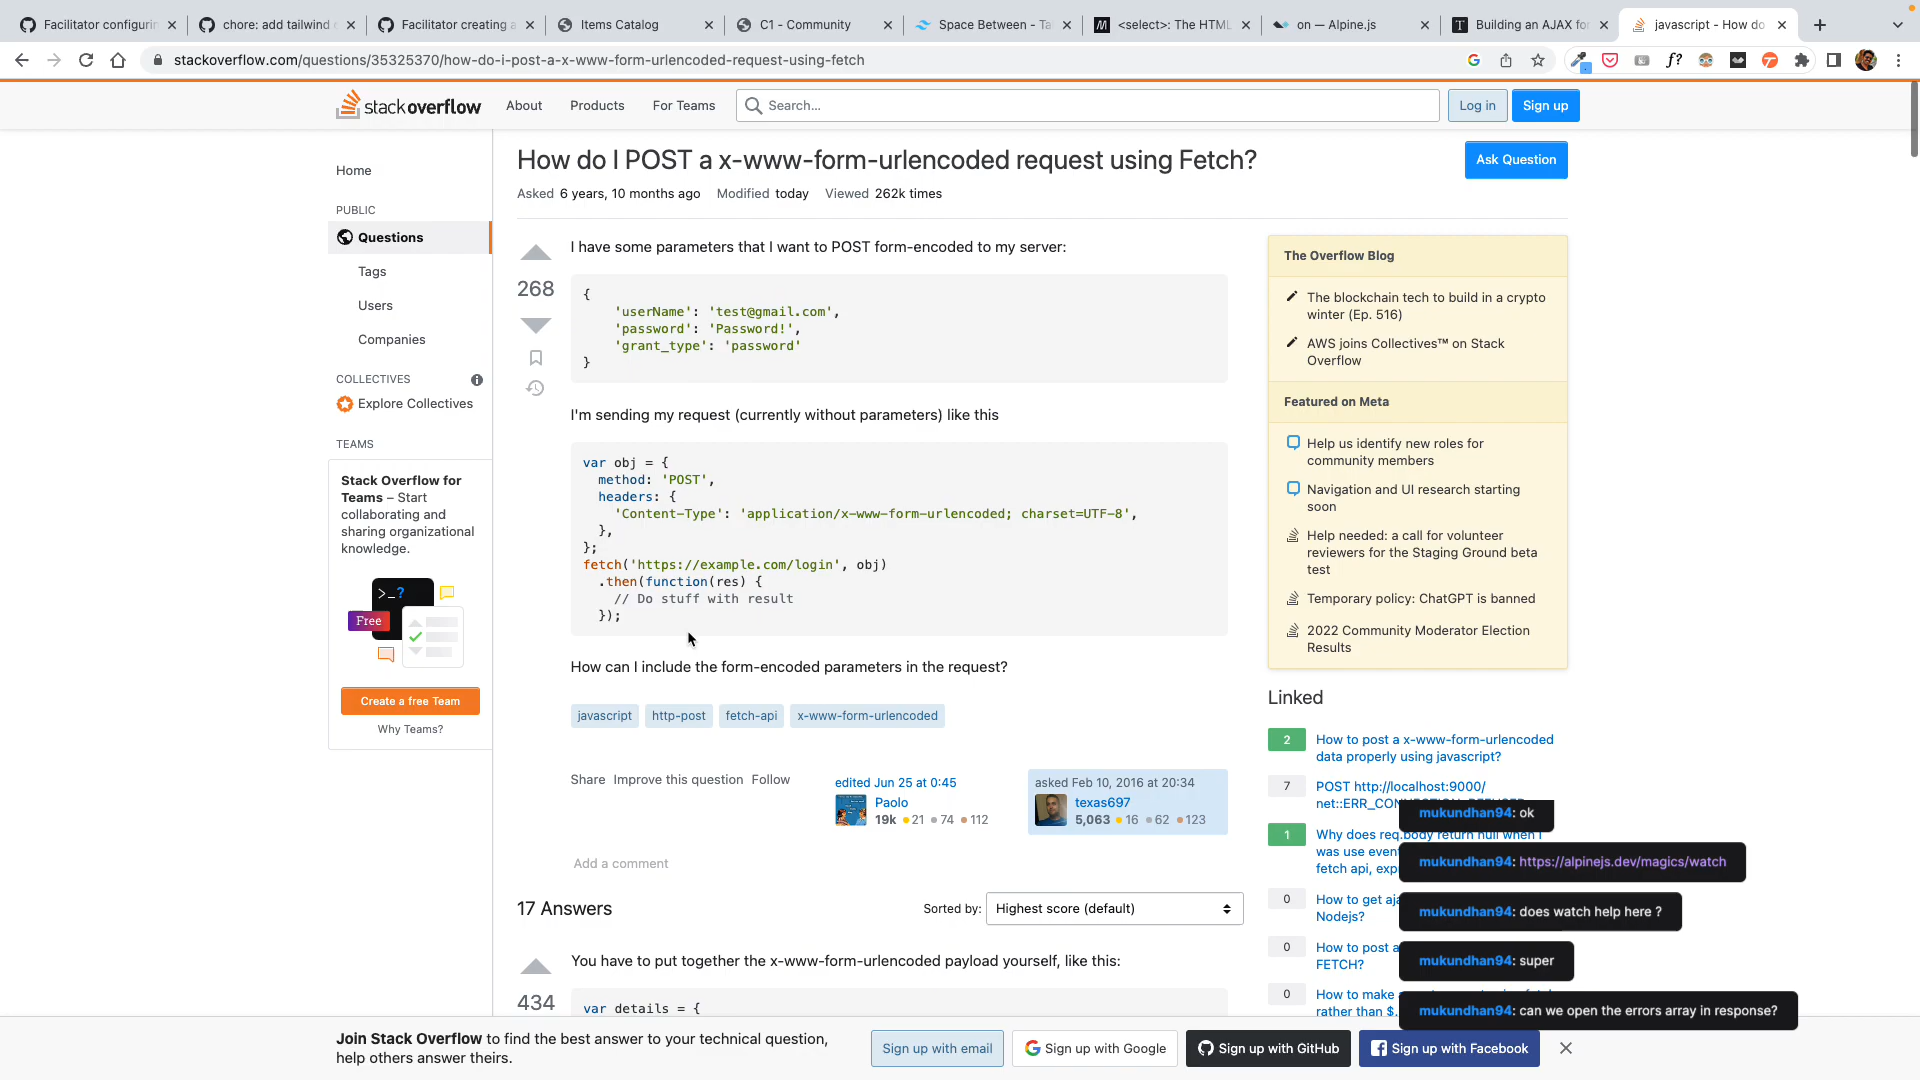 Facilitator configurin
chore: add tailwind c
Facilitator creating a
Items Catalog
C1 - Community
Space Between - Ta
<select>: The HTML
on — Alpine.js
Building an AJAX for
javascript - How do
stackoverflow.com/questions/35325370/how-do-i-post-a-x-www-form-urlencoded-request-using-fetch
f?
stackoverflow
About
Products
For Teams
Search…
Log in
Sign up
Home
PUBLIC
Questions
Tags
Users
Companies
COLLECTIVES
Explore Collectives
TEAMS
Stack Overflow for
Teams – Start
collaborating and
sharing organizational
knowledge.
>_?
Free
Create a free Team
Why Teams?
How do I POST a x-www-form-urlencoded request using Fetch?
Ask Question
Asked 6 years, 10 months ago Modified today Viewed 262k times
268
I have some parameters that I want to POST form-encoded to my server:
{
'userName': 'test@gmail.com',
'password': 'Password!',
'grant_type': 'password'
}
I'm sending my request (currently without parameters) like this
var obj = {
method: 'POST',
headers: {
'Content-Type': 'application/x-www-form-urlencoded; charset=UTF-8',
},
};
fetch('https://example.com/login', obj)
.then(function(res) {
// Do stuff with result
});
How can I include the form-encoded parameters in the request?
javascript http-post fetch-api x-www-form-urlencoded
Share Improve this question Follow
edited Jun 25 at 0:45
Paolo
19k 21 74 112
asked Feb 10, 2016 at 20:34
texas697
5,063 16 62 123
Add a comment
17 Answers
Sorted by: Highest score (default)
434
You have to put together the x-www-form-urlencoded payload yourself, like this:
var details = {
The Overflow Blog
The blockchain tech to build in a crypto
winter (Ep. 516)
AWS joins Collectives™ on Stack
Overflow
Featured on Meta
Help us identify new roles for
community members
Navigation and UI research starting
soon
Help needed: a call for volunteer
reviewers for the Staging Ground beta
test
Temporary policy: ChatGPT is banned
2022 Community Moderator Election
Results
Linked
2 How to post a x-www-form-urlencoded
data properly using javascript?
7 POST http://localhost:9000/
1 Why does req.body return null when I
was use even
fetch api, exp
0 How to get aja
Nodejs?
0 How to post a
FETCH?
0 How to make
rather than $.
mukundhan94: ok
mukundhan94: https://alpinejs.dev/magics/watch
mukundhan94: does watch help here ?
mukundhan94: super
mukundhan94: can we open the errors array in response?
Join Stack Overflow to find the best answer to your technical question,
help others answer theirs.
Sign up with email
Sign up with Google
Sign up with GitHub
Sign up with Facebook